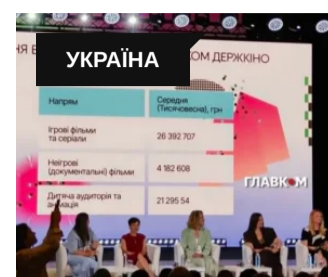 УКРАЇНА
КОМ ДЕРЖКІНО
Напрям
Середня
(Тисячовесна), грн
Ігрові фільми
та серіали
26 392 707
Неігрові
(документальні) фільми
4 182 608
ГЛАВКОМ
Дитяча аудиторія та
анімація
21 295 54